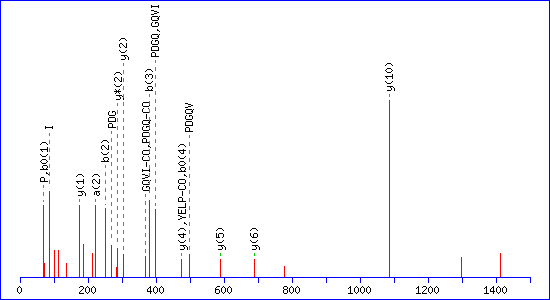 P,b0(1)
I
y(1)
a(2)
b(2)
PDG
y*(2)
y(2)
GQVI-CO,PDGQ-CO
b(3)
PDGQ,GQVI
y(4),YELP-CO,b0(4)
PDGQV
y(5)
y(6)
y(10)
0 200 400 600 800 1000 1200 1400